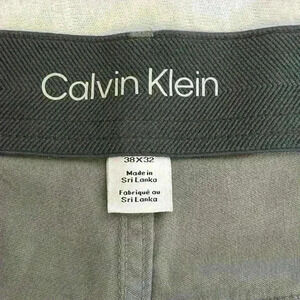 Calvin Klein
38X32
Made in
Sri Lanka
Fabriqué au
Sri Lanka